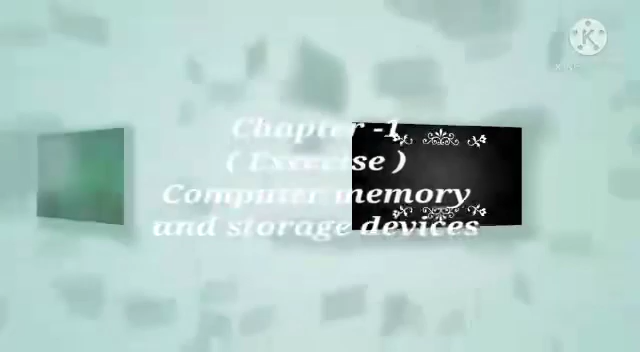 Chapter -1
( Exercise )
Computer memory
and storage devices
K